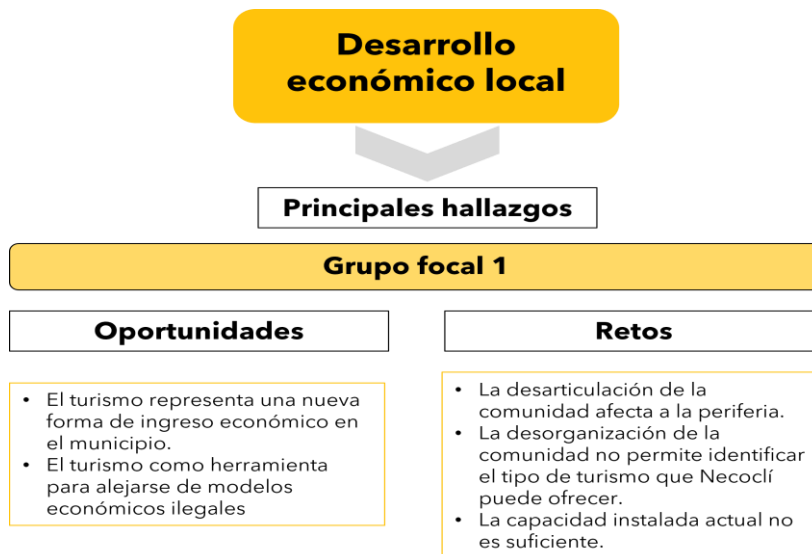 Desarrollo
económico local
Principales hallazgos
Grupo focal 1
Oportunidades
• El turismo representa una nueva
forma de ingreso económico en
el municipio.
• El turismo como herramienta
para alejarse de modelos
económicos ilegales
Retos
• La desarticulación de la
comunidad afecta a la periferia.
• La desorganización de la
comunidad no permite identificar
el tipo de turismo que Necoclí
puede ofrecer.
• La capacidad instalada actual no
es suficiente.